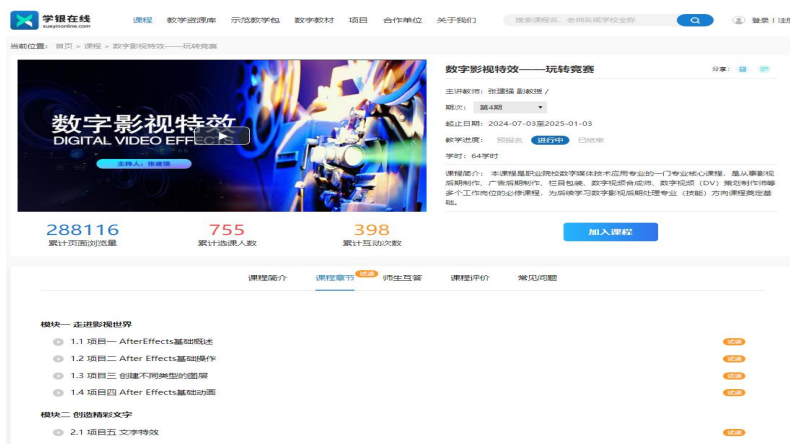 学银在线
xueyinonline.com
课程 教学资源库 示范教学包 数字教材 项目 合作单位 关于我们
搜索课程名、老师名或学校全称
登录 | 注册
当前位置: 首页 > 课程 > 数字影视特效——玩转竞赛
数字影视特效
DIGITAL VIDEO EFFECTS
主持人：张建强
数字影视特效——玩转竞赛
分享:
主讲教师: 张建强 副教授 /
期次: 第4期
起止日期: 2024-07-03至2025-01-03
教学进度: 预报名 进行中 已结束
学时: 64学时
课程简介: 本课程是职业院校数字媒体技术应用专业的一门专业核心课程，是从事影视
后期制作、广告后期制作、栏目包装、数字视频合成师、数字视频（DV）策划制作师等
多个工作岗位的必修课程，为后续学习数字影视后期处理专业（技能）方向课程奠定基
础。
加入课程
288116
累计页面浏览量
755
累计选课人数
398
累计互动次数
课程简介 课程章节 试读 师生互答 课程评价 常见问题
模块一 走进影视世界
1.1 项目一 AfterEffects基础概述 试读
1.2 项目二 After Effects基础操作 试读
1.3 项目三 创建不同类型的图层 试读
1.4 项目四 After Effects基础动画 试读
模块二 创造精彩文字
2.1 项目五 文字特效 试读